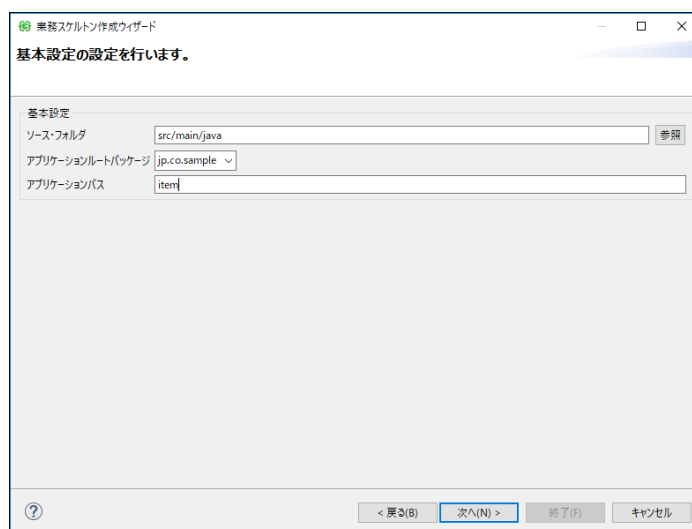 業務スケルトン作成ウィザード
基本設定の設定を行います。
基本設定
ソース・フォルダ src/main/java 参照
アプリケーションルートパッケージ jp.co.sample
アプリケーションパス item
< 戻る(B) 次へ(N) > 終了(F) キャンセル